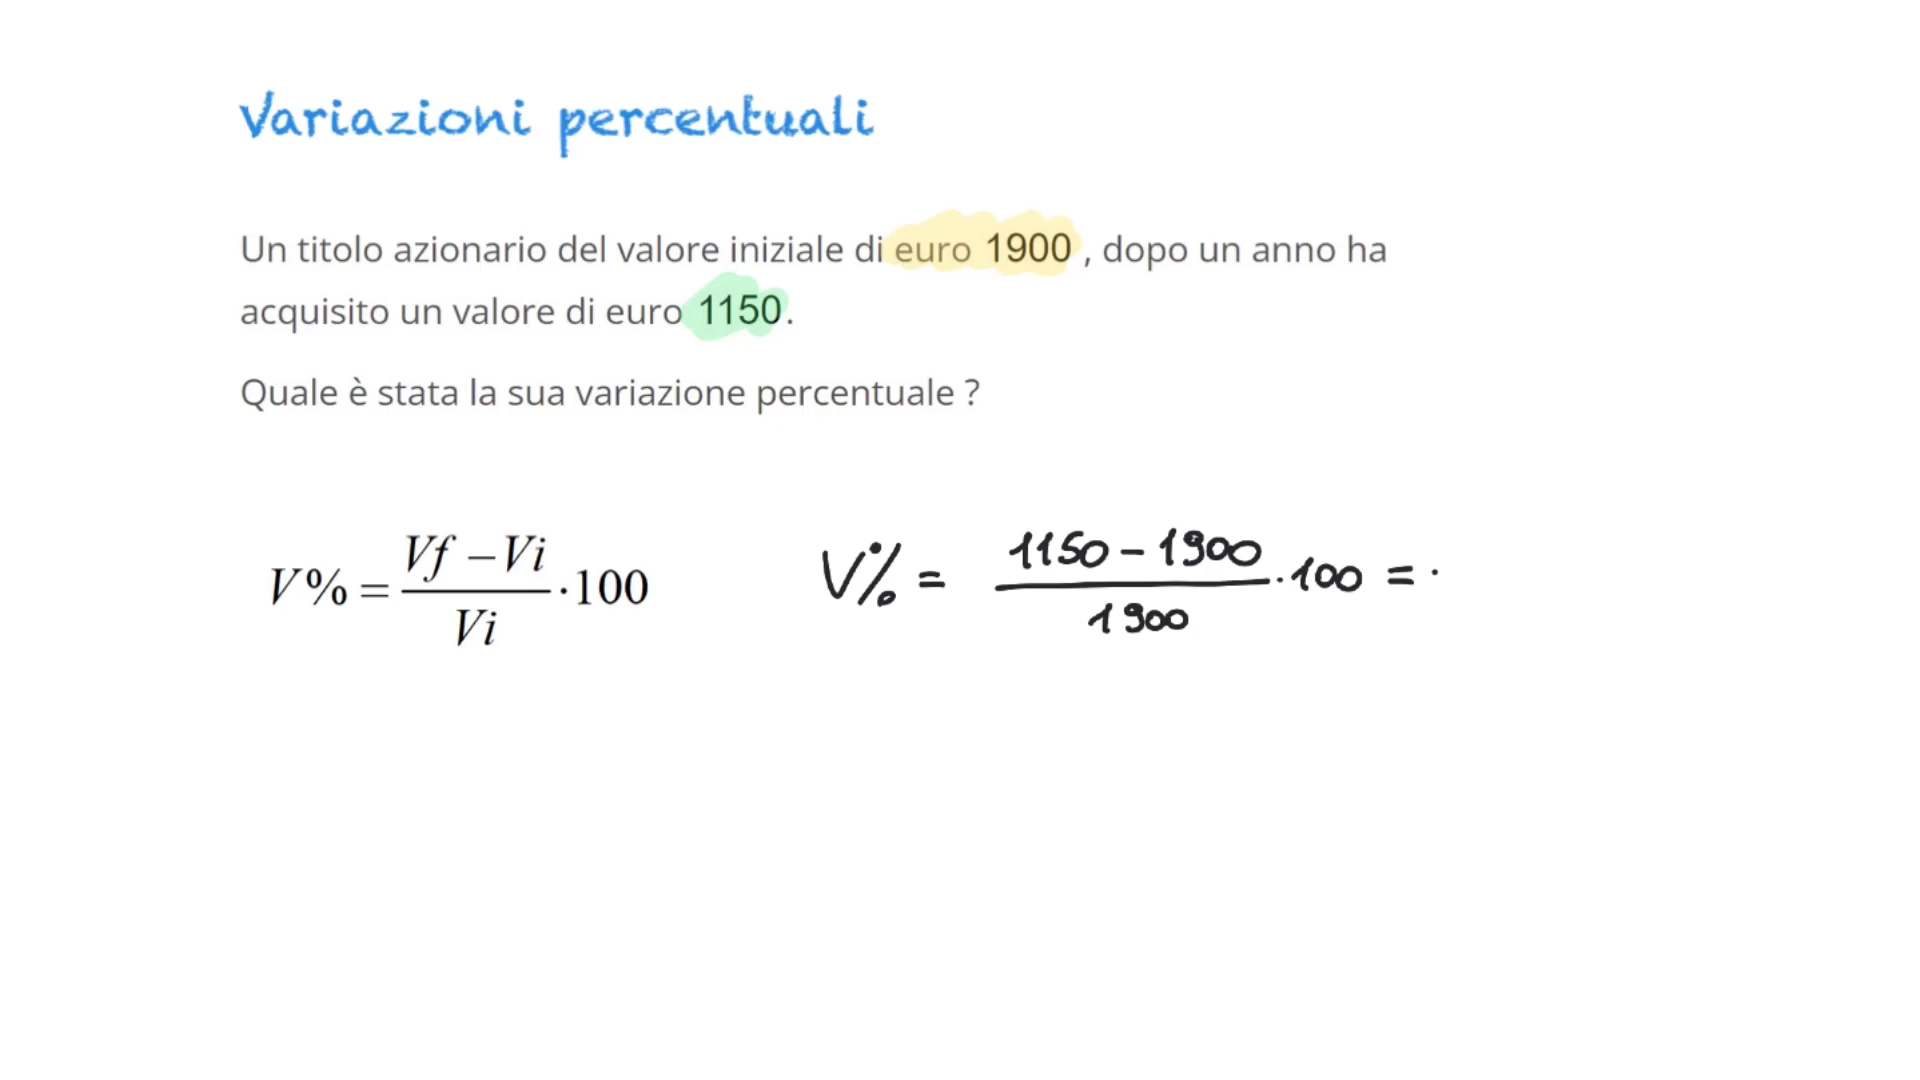 Variazioni percentuali
Un titolo azionario del valore iniziale di euro 1900 , dopo un anno ha
acquisito un valore di euro 1150.
Quale è stata la sua variazione percentuale ?
V% = (Vf – Vi)/Vi · 100
V% = (1150 – 1900)/1900 · 100 = ·